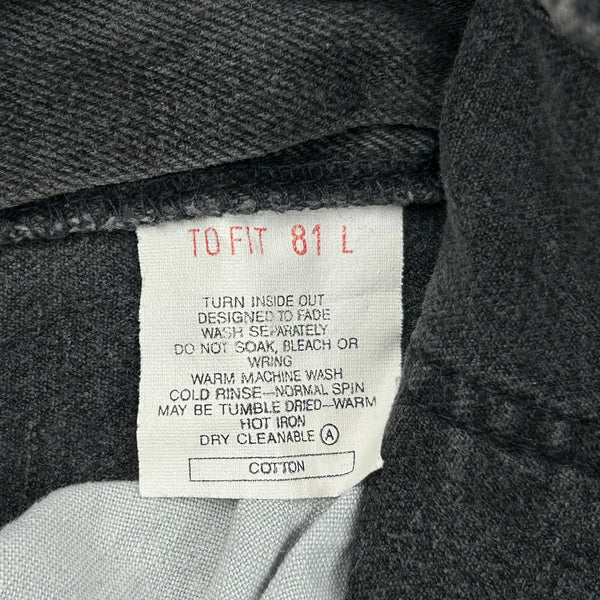 TO FIT 81 L
TURN INSIDE OUT
DESIGNED TO FADE
WASH SEPARATELY
DO NOT SOAK, BLEACH OR
WRING
WARM MACHINE WASH
COLD RINSE—NORMAL SPIN
MAY BE TUMBLE DRIED—WARM
HOT IRON
DRY CLEANABLE Ⓐ
COTTON